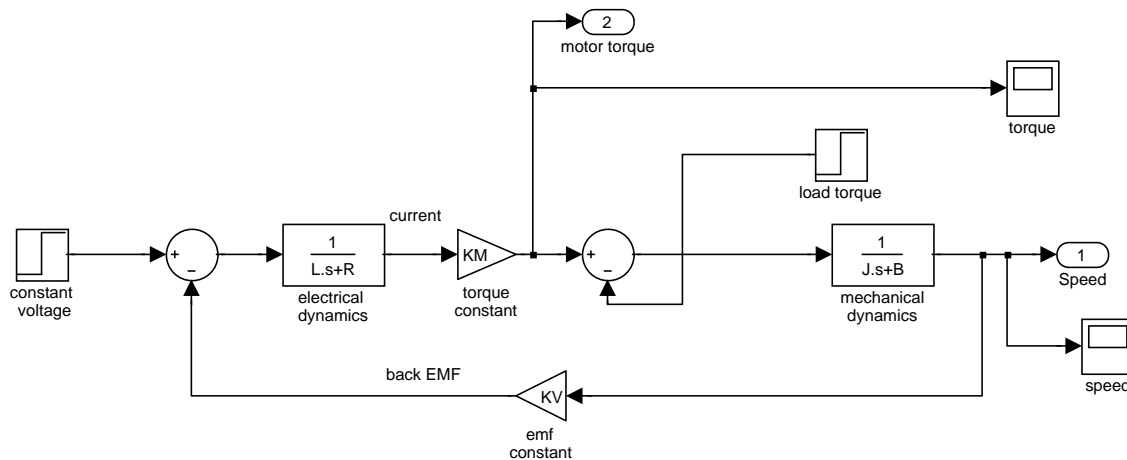 2
motor torque
torque
load torque
constant
voltage
+
−
1
L.s+R
electrical
dynamics
current
KM
torque
constant
+
−
1
J.s+B
mechanical
dynamics
1
Speed
speed
back EMF
KV
emf
constant